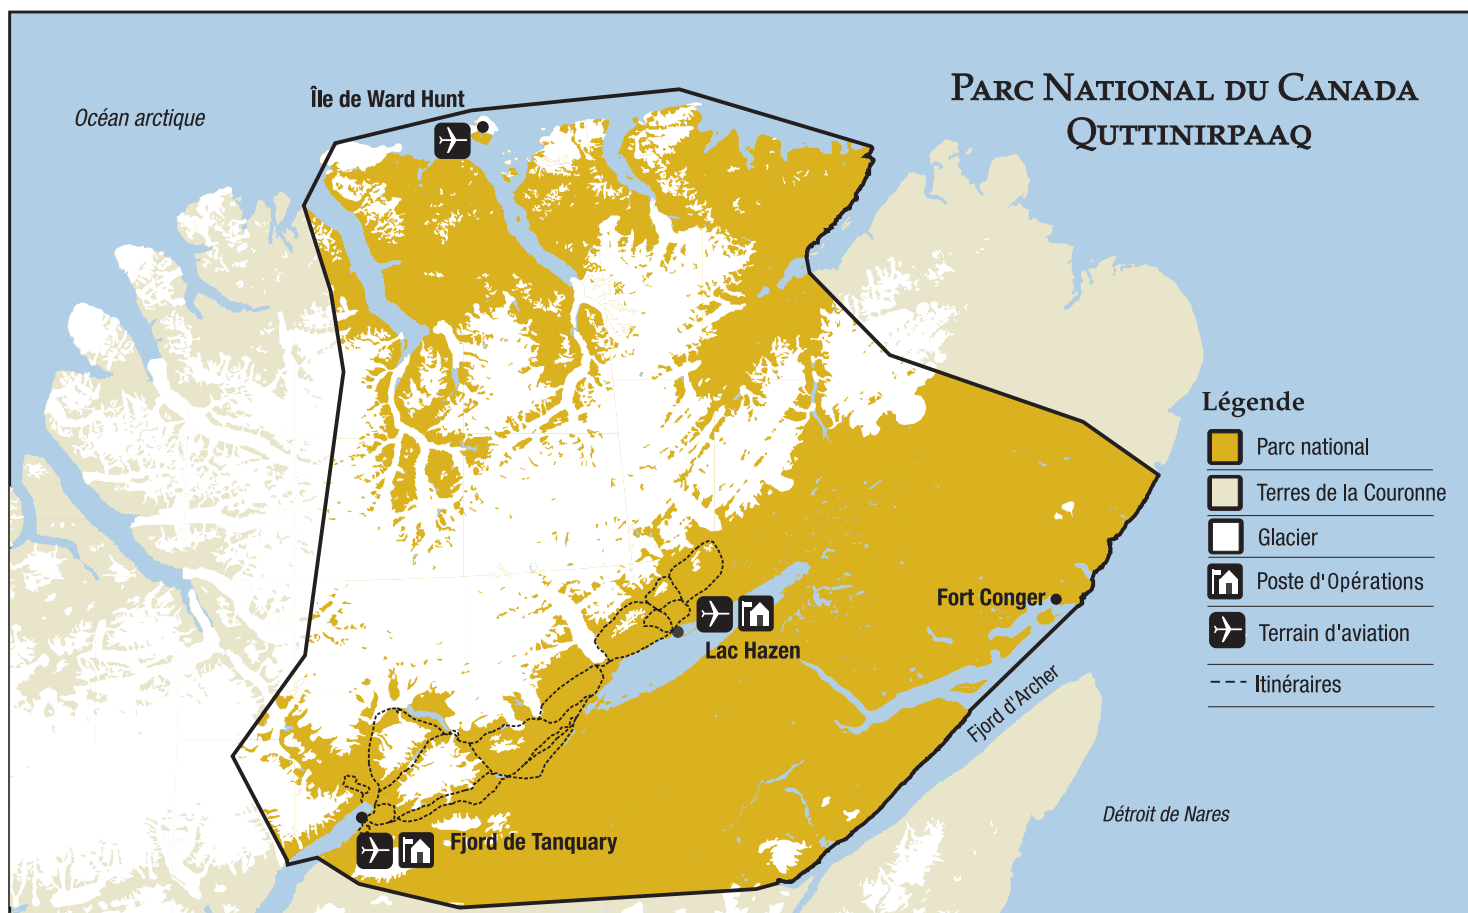 Parc National du Canada
Quttinirpaaq
Île de Ward Hunt
Océan arctique
Légende
Parc national
Terres de la Couronne
Glacier
Poste d'Opérations
Terrain d'aviation
Itinéraires
Fort Conger
Lac Hazen
Fjord d'Archer
Détroit de Nares
Fjord de Tanquary